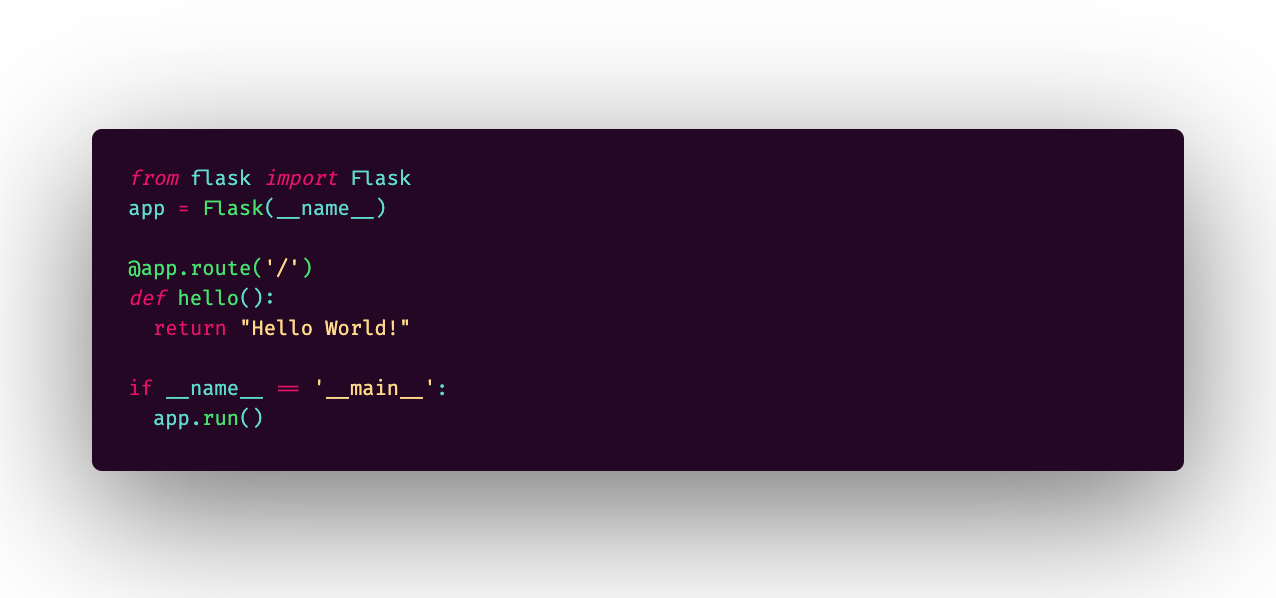 from flask import Flask
app = Flask(__name__)

@app.route('/')
def hello():
  return "Hello World!"

if __name__ == '__main__':
  app.run()